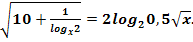 √(10 + 1/log_x 2) = 2log_2 0,5√x.